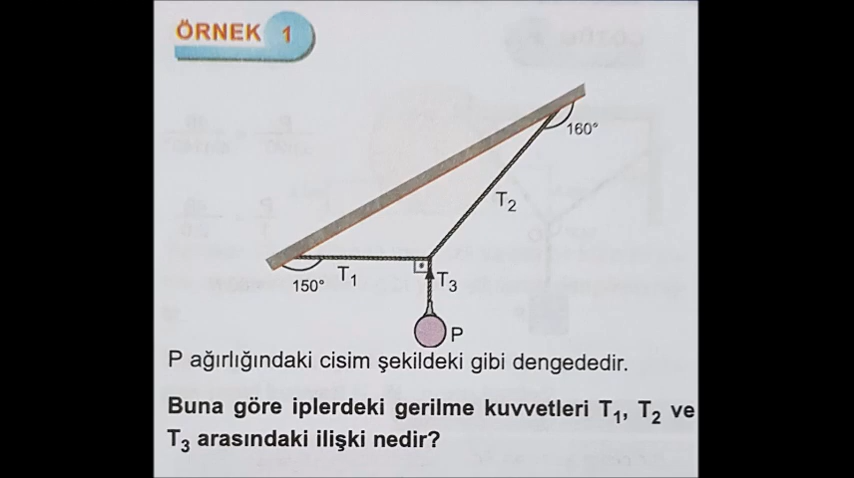 ÖRNEK 1
160°
T₂
T₁
150°
T₃
P
P ağırlığındaki cisim şekildeki gibi dengededir.
Buna göre iplerdeki gerilme kuvvetleri T₁, T₂ ve
T₃ arasındaki ilişki nedir?